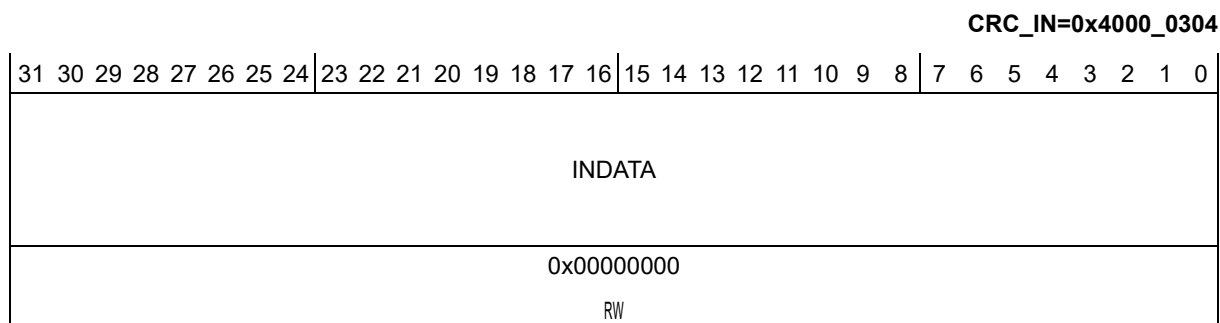 CRC_IN=0x4000_0304
31 30 29 28 27 26 25 24 23 22 21 20 19 18 17 16 15 14 13 12 11 10 9 8 7 6 5 4 3 2 1 0
INDATA
0x00000000
RW